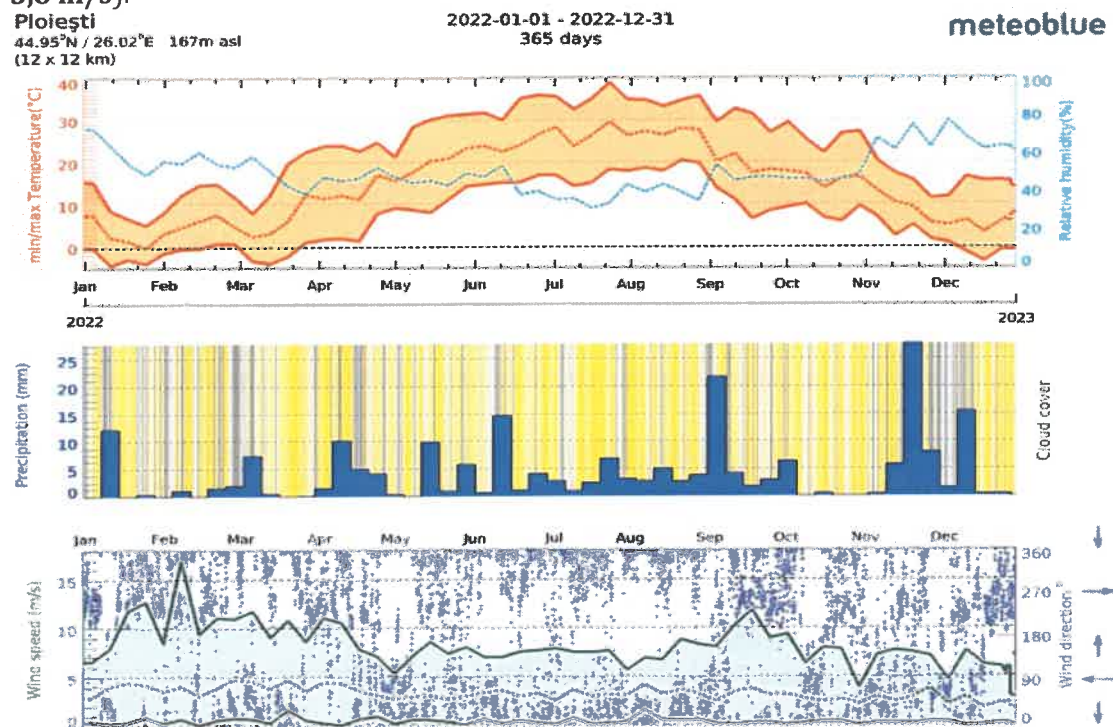 Ploiești
44.95°N / 26.02°E 167m asl
(12 x 12 km)
2022-01-01 - 2022-12-31
365 days
meteoblue
min/max Temperature(°C)
40
30
20
10
0
100
80
60
40
20
0
Relative humidity(%)
Jan Feb Mar Apr May Jun Jul Aug Sep Oct Nov Dec
2022 2023
Precipitation (mm)
25
20
15
10
5
0
Cloud cover
Jan Feb Mar Apr May Jun Jul Aug Sep Oct Nov Dec
Wind speed (m/s)
15
10
5
0
360
270
180
90
0
Wind direction °